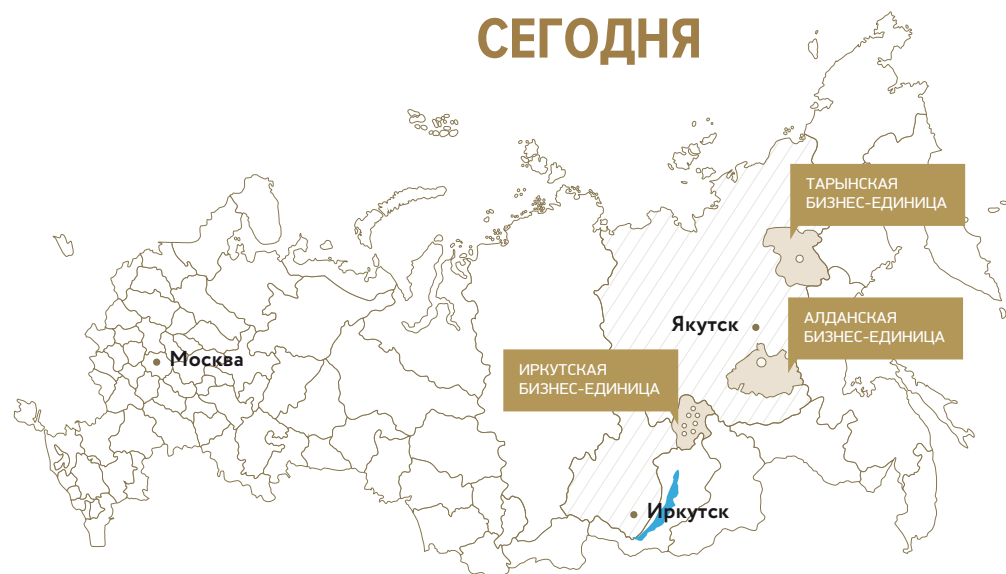 СЕГОДНЯ
ТАРЫНСКАЯ
БИЗНЕС-ЕДИНИЦА
Якутск
АЛДАНСКАЯ
БИЗНЕС-ЕДИНИЦА
Москва
ИРКУТСКАЯ
БИЗНЕС-ЕДИНИЦА
Иркутск